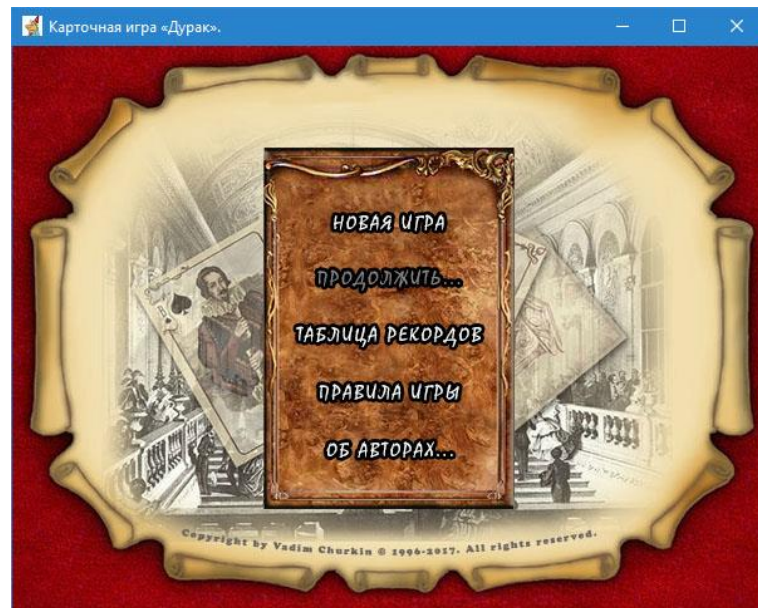 Карточная игра «Дурак».
НОВАЯ ИГРА
ПРОДОЛЖИТЬ...
ТАБЛИЦА РЕКОРДОВ
ПРАВИЛА ИГРЫ
ОБ АВТОРАХ...
Copyright by Vadim Churkin © 1996-2017. All rights reserved.